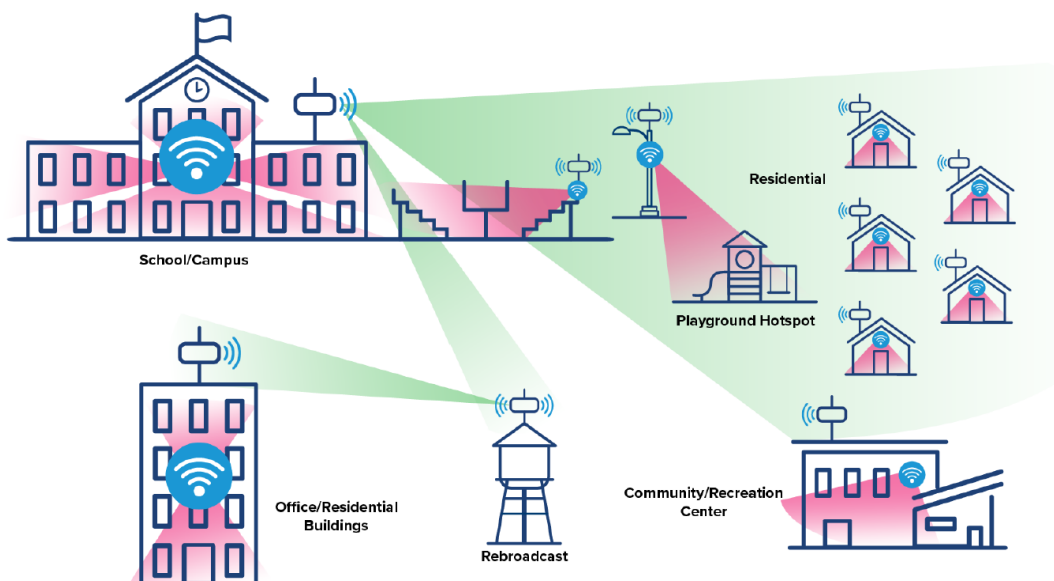 School/Campus
Residential
Playground Hotspot
Office/Residential
Buildings
Rebroadcast
Community/Recreation
Center